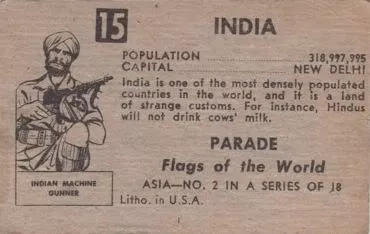 15
INDIA
POPULATION 318,997,995
CAPITAL NEW DELHI
India is one of the most densely populated
countries in the world, and it is a land
of strange customs. For instance, Hindus
will not drink cows' milk.
PARADE
Flags of the World
ASIA—NO. 2 IN A SERIES OF 18
Litho. in U.S.A.
INDIAN MACHINE
GUNNER